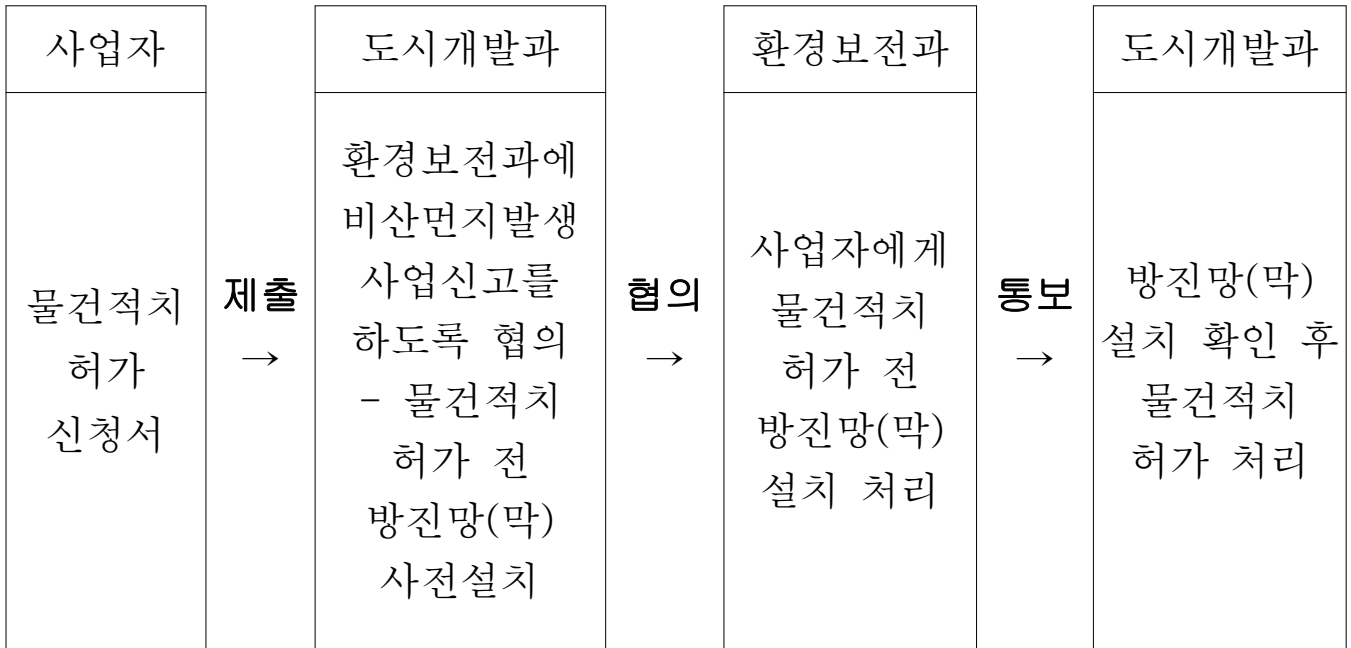 사업자
물건적치
허가
신청서
제출
→
도시개발과
환경보전과에
비산먼지발생
사업신고를
하도록 협의
- 물건적치
허가 전
방진망(막)
사전설치
협의
→
환경보전과
사업자에게
물건적치
허가 전
방진망(막)
설치 처리
통보
→
도시개발과
방진망(막)
설치 확인 후
물건적치
허가 처리